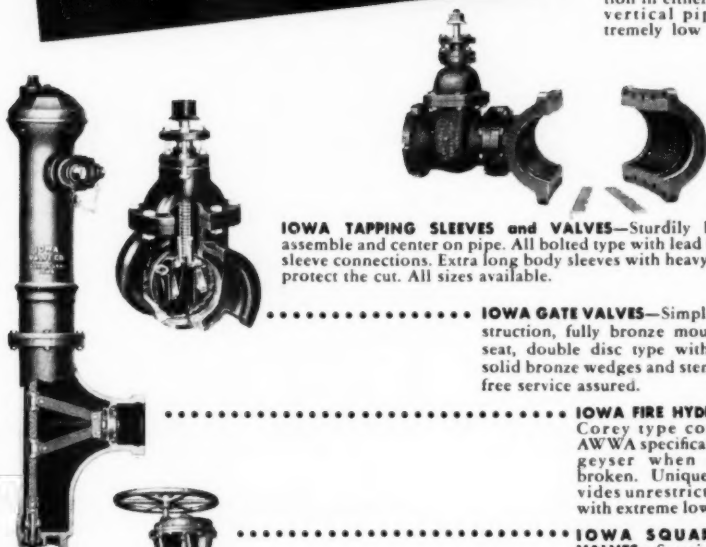 tion in either
vertical pip
tremely low
IOWA TAPPING SLEEVES and VALVES—Sturdily
assemble and center on pipe. All bolted type with lead
sleeve connections. Extra long body sleeves with heavy
protect the cut. All sizes available.
IOWA GATE VALVES—Simpl
struction, fully bronze mou
seat, double disc type with
solid bronze wedges and ster
free service assured.
IOWA FIRE HYD
Corey type co
AWWA specifica
geyser when
broken. Unique
vides unrestrict
with extreme low
IOWA SQUA
IOWA
VALVE CO